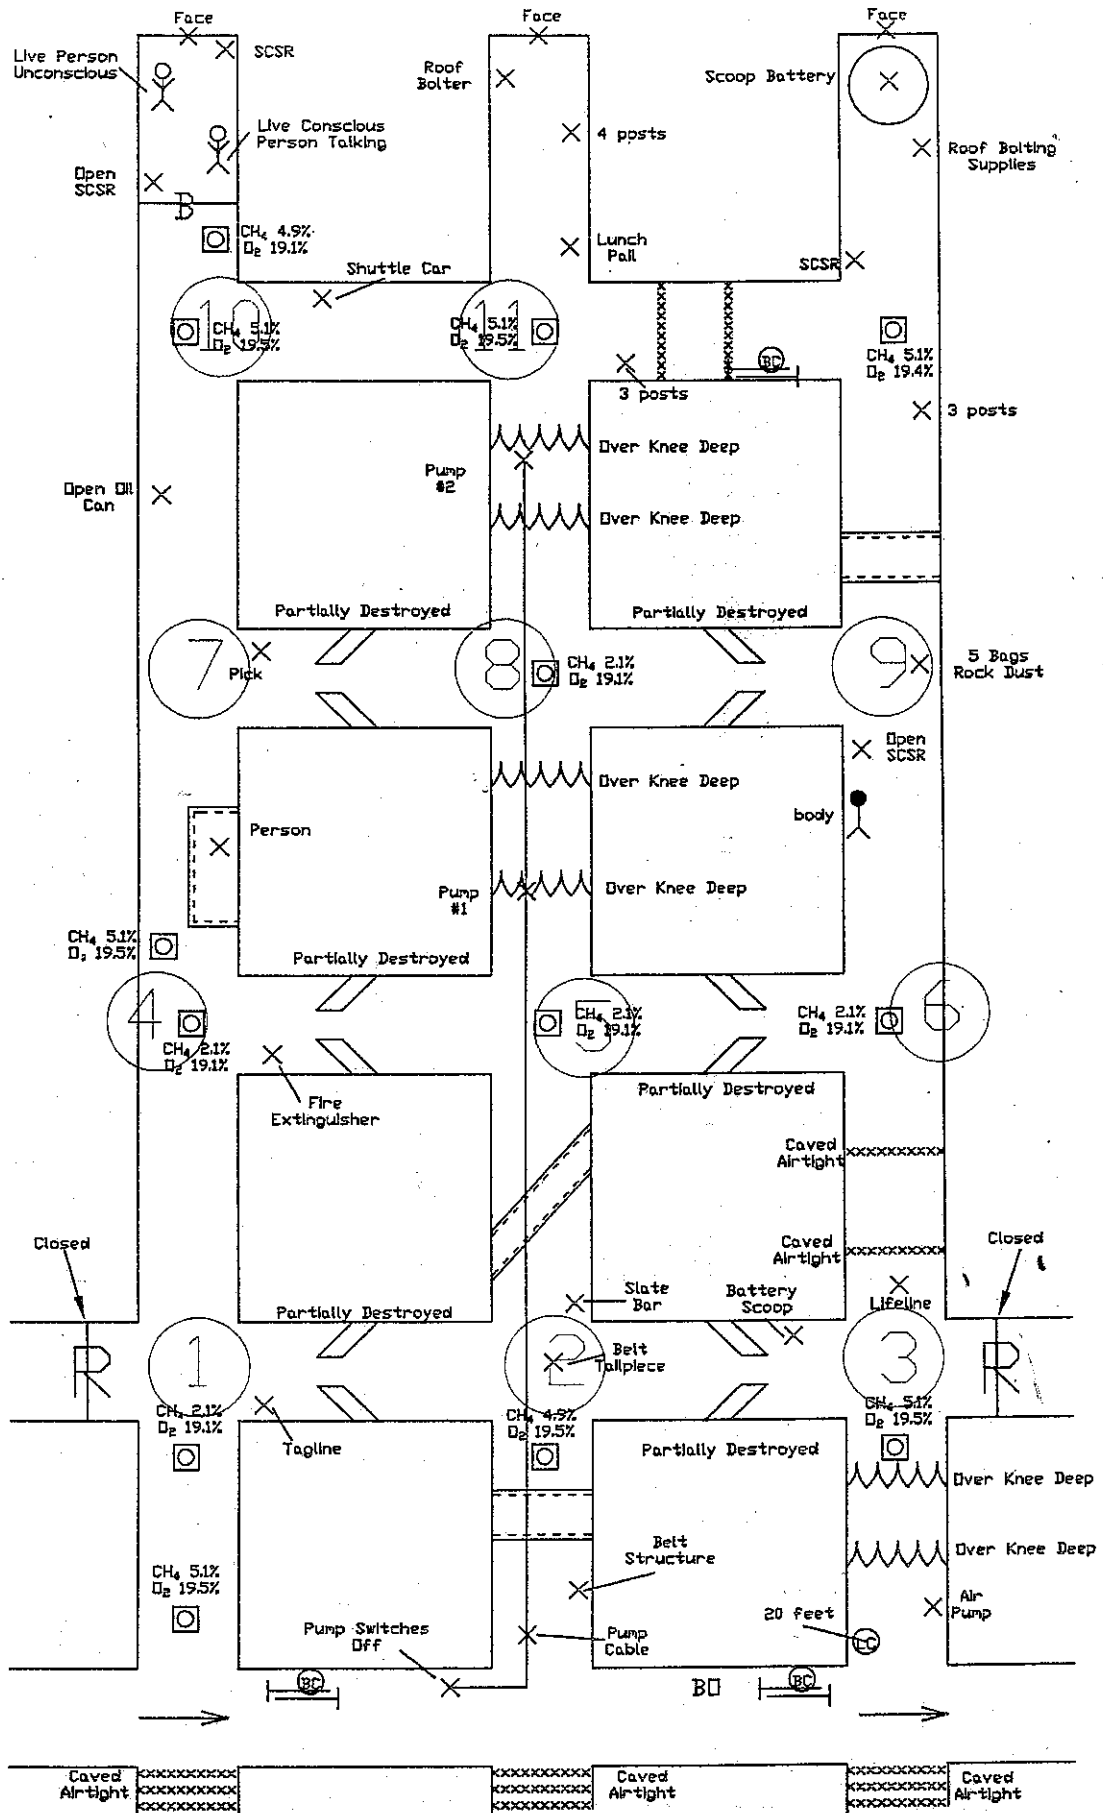 Face
Face
Face
SCSR
Live Person
Unconscious
Roof
Bolter
Scoop Battery
Live Conscious
Person Talking
4 posts
Roof Bolting
Supplies
Open
SCSR
B
CH₄ 4.9%
O₂ 19.1%
Lunch
Pail
SCSR
Shuttle Car
10
CH₄ 5.1%
O₂ 19.5%
11
CH₄ 5.1%
O₂ 19.5%
BC
CH₄ 5.1%
O₂ 19.4%
3 posts
3 posts
Over Knee Deep
Pump
#2
Open Oil
Can
Over Knee Deep
Partially Destroyed
Partially Destroyed
7
Pick
8
CH₄ 2.1%
O₂ 19.1%
9
5 Bags
Rock Dust
Open
SCSR
Over Knee Deep
body
Person
Pump
#1
Over Knee Deep
CH₄ 5.1%
O₂ 19.5%
Partially Destroyed
4
CH₄ 2.1%
O₂ 19.1%
5
CH₄ 2.1%
O₂ 19.1%
CH₄ 2.1%
O₂ 19.1%
6
Fire
Extinguisher
Partially Destroyed
Caved
Airtight
Closed
Caved
Airtight
Closed
Partially Destroyed
Slate
Bar
Battery
Scoop
Lifeline
R
1
2
Belt
Tailpiece
3
R
CH₄ 2.1%
O₂ 19.1%
Tagline
CH₄ 4.9%
O₂ 19.5%
CH₄ 5.1%
O₂ 19.5%
Partially Destroyed
Over Knee Deep
Belt
Structure
Over Knee Deep
CH₄ 5.1%
O₂ 19.5%
Pump Switches
Off
Pump
Cable
20 feet
LC
Air
Pump
BC
BO
BC
Caved
Airtight
Caved
Airtight
Caved
Airtight